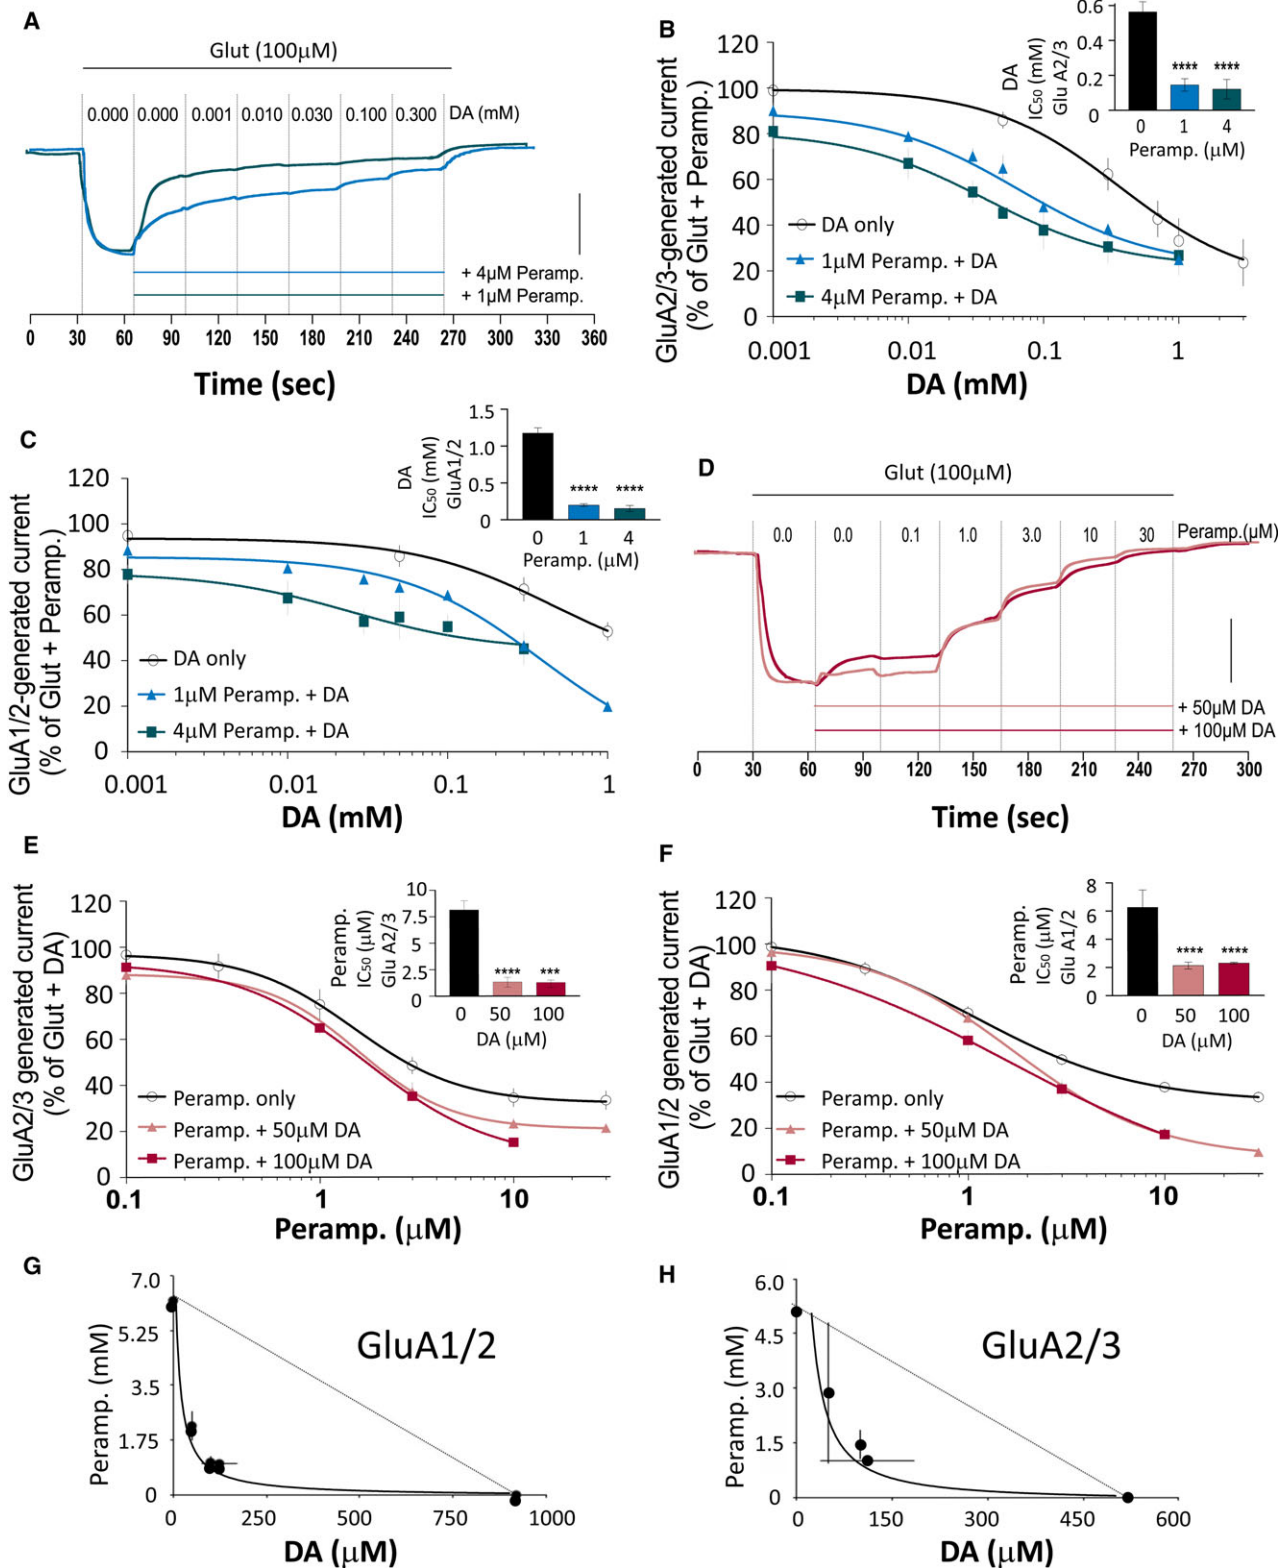 A
Glut (100μM)
0.000 0.000 0.001 0.010 0.030 0.100 0.300 DA (mM)
+ 4μM Peramp.
+ 1μM Peramp.
0 30 60 90 120 150 180 210 240 270 300 330 360
Time (sec)
B
GluA2/3-generated current
(% of Glut + Peramp.)
120
100
80
60
40
20
0
DA only
1μM Peramp. + DA
4μM Peramp. + DA
0.001 0.01 0.1 1
DA (mM)
DA
IC50 (mM)
Glu A2/3
0.6
0.4
0.2
0
**** ****
0 1 4
Peramp. (μM)
C
GluA1/2-generated current
(% of Glut + Peramp.)
120
100
80
60
40
20
0
DA only
1μM Peramp. + DA
4μM Peramp. + DA
0.001 0.01 0.1 1
DA (mM)
DA
IC50 (mM)
GluA1/2
1.5
1.0
0.5
0
**** ****
0 1 4
Peramp. (μM)
D
Glut (100μM)
0.0 0.0 0.1 1.0 3.0 10 30 Peramp.(μM)
+ 50μM DA
+ 100μM DA
0 30 60 90 120 150 180 210 240 270 300
Time (sec)
E
GluA2/3 generated current
(% of Glut + DA)
120
100
80
60
40
20
0
Peramp. only
Peramp. + 50μM DA
Peramp. + 100μM DA
0.1 1 10
Peramp. (μM)
Peramp.
IC50 (μM)
Glu A2/3
10
7.5
5
2.5
0
**** ***
0 50 100
DA (μM)
F
GluA1/2 generated current
(% of Glut + DA)
120
100
80
60
40
20
0
Peramp. only
Peramp. + 50μM DA
Peramp. + 100μM DA
0.1 1 10
Peramp. (μM)
Peramp.
IC50 (μM)
Glu A1/2
8
6
4
2
0
**** ****
0 50 100
DA (μM)
G
Peramp. (mM)
7.0
5.25
3.5
1.75
0
GluA1/2
0 250 500 750 1000
DA (μM)
H
Peramp. (mM)
6.0
4.5
3.0
1.5
0
GluA2/3
0 150 300 450 600
DA (μM)